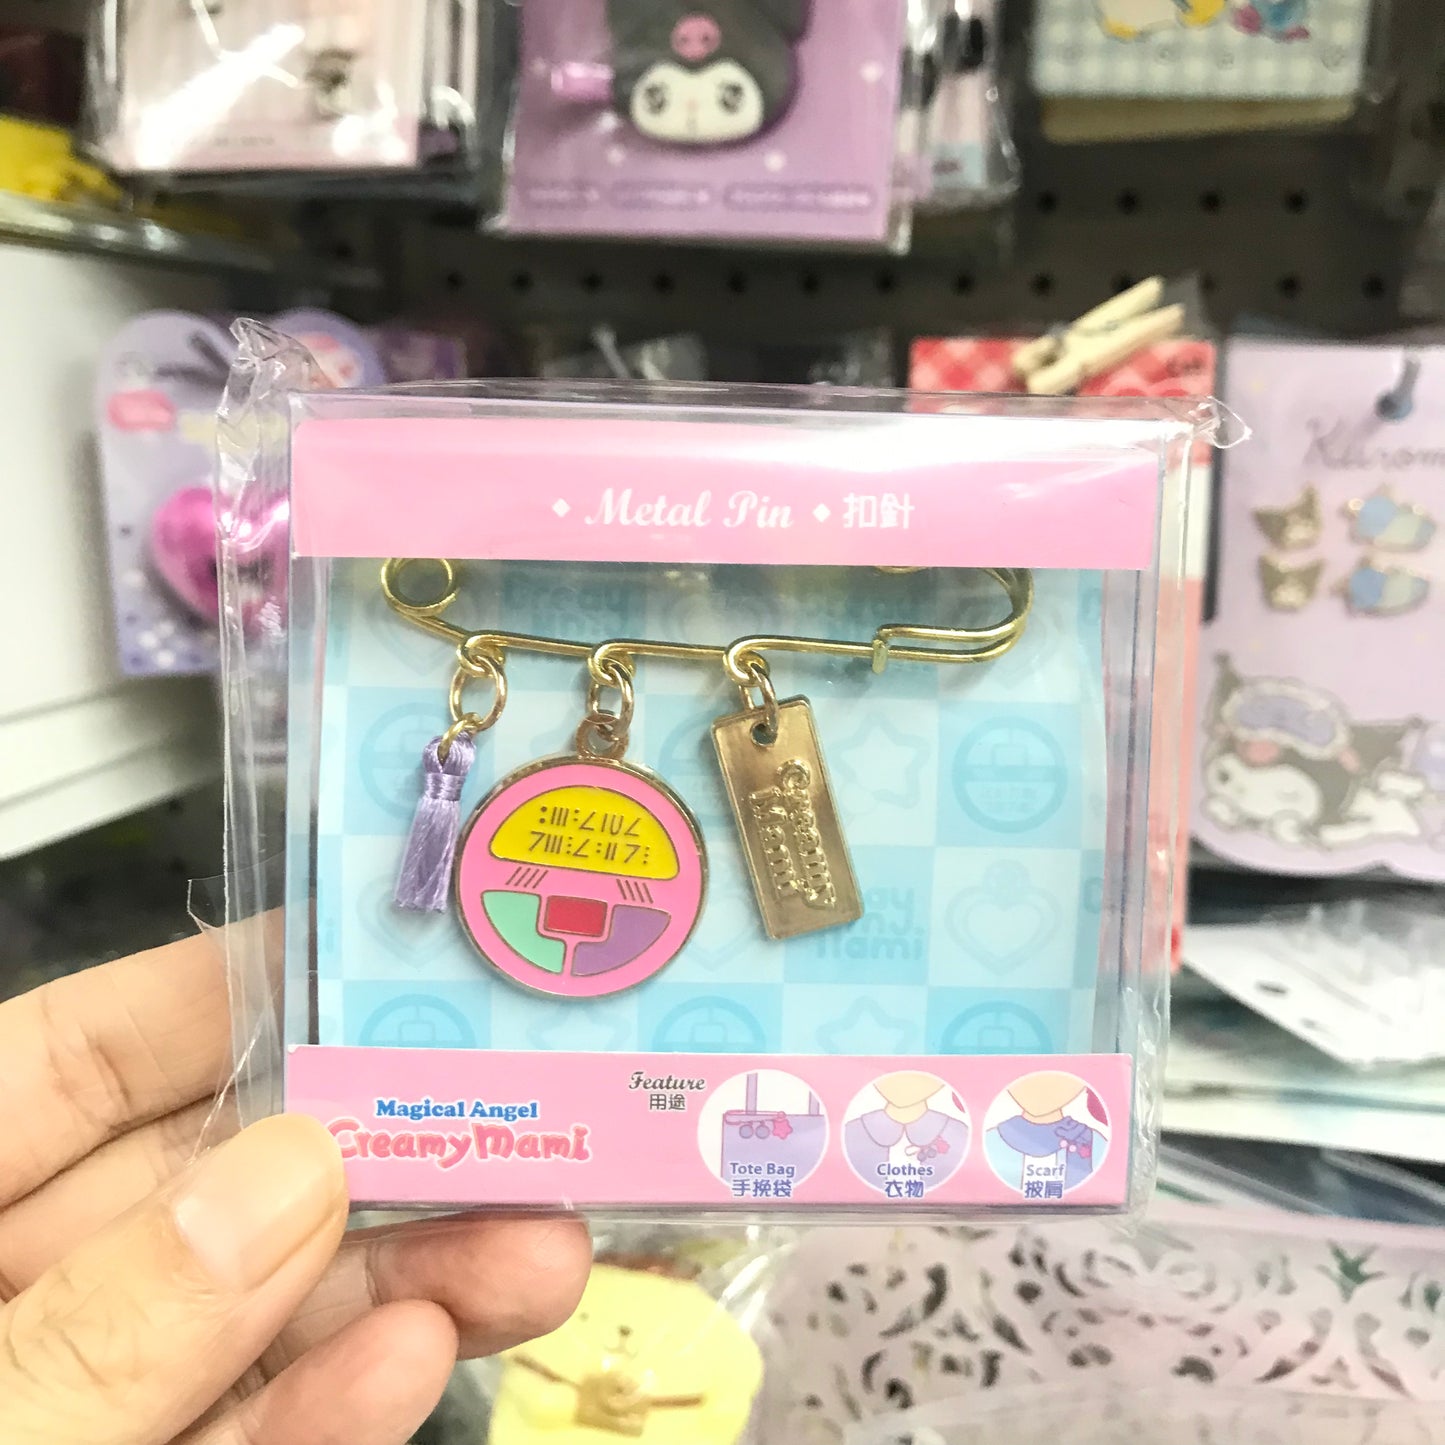 ◆ Metal Pin ◆ 扣針
Creamy
Mami
Magical Angel
Creamy Mami
Feature
用途
Tote Bag
手挽袋
Clothes
衣物
Scarf
披肩
Kurom